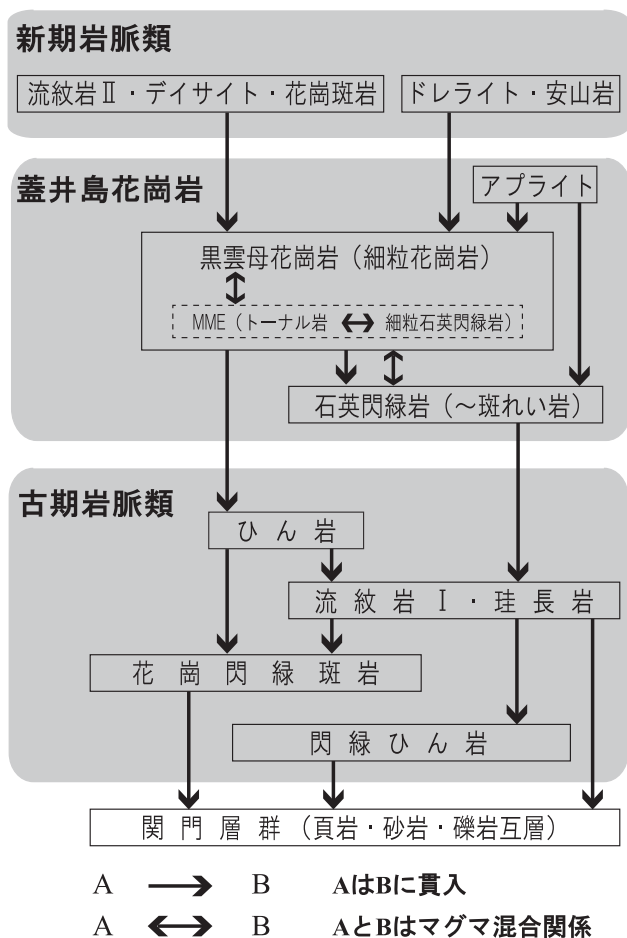 新期岩脈類
流紋岩Ⅱ・デイサイト・花崗斑岩
ドレライト・安山岩
蓋井島花崗岩
アプライト
黒雲母花崗岩（細粒花崗岩）
MME（トーナル岩 ↔ 細粒石英閃緑岩）
石英閃緑岩（～斑れい岩）
古期岩脈類
ひん岩
流紋岩Ⅰ・珪長岩
花崗閃緑斑岩
閃緑ひん岩
関門層群（頁岩・砂岩・礫岩互層）
A → B AはBに貫入
A ↔ B AとBはマグマ混合関係